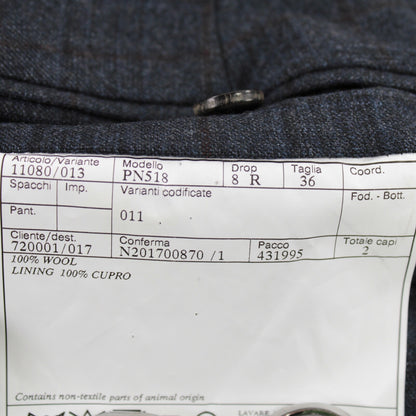 Articolo/Variante Modello Drop Taglia Coord.
11080/013 PN518 8 R 36
Spacchi Imp. Varianti codificate Fod. - Bott.
Pant. 011
Cliente/dest. Conferma Pacco Totale capi
720001/017 N201700870 /1 431995 2
100% WOOL
LINING 100% CUPRO
Contains non-textile parts of animal origin
LAVARE